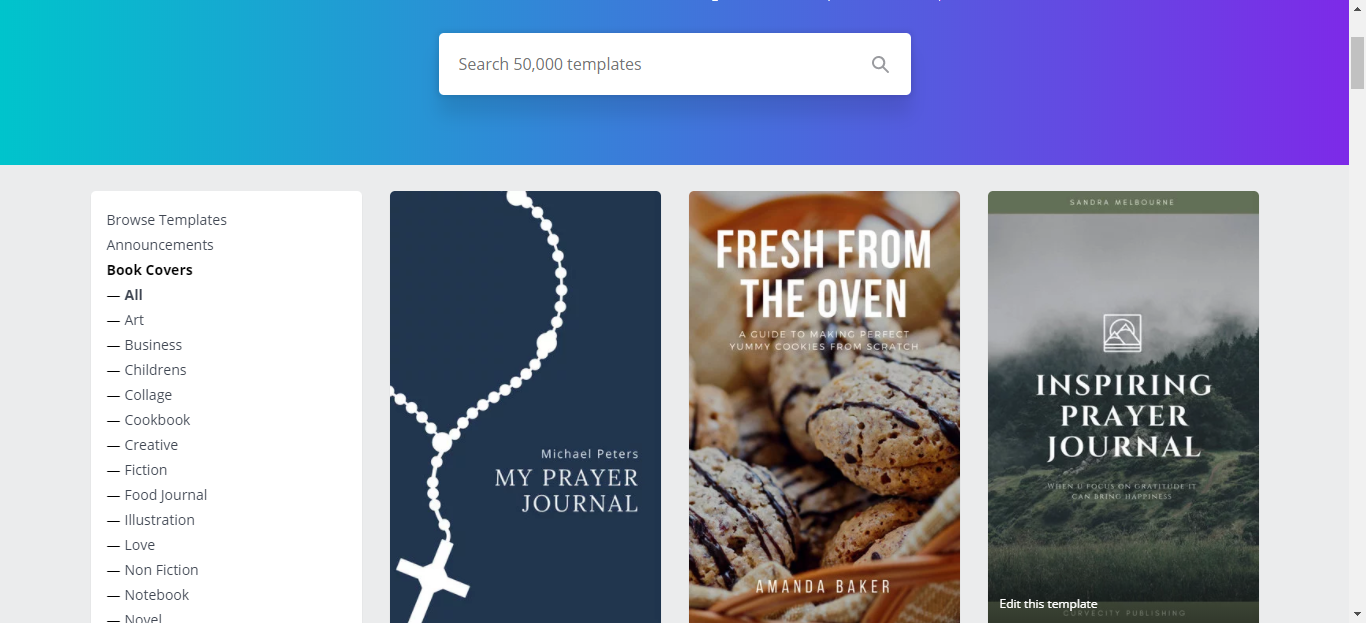 Search 50,000 templates
Browse Templates
Announcements
Book Covers
— All
— Art
— Business
— Childrens
— Collage
— Cookbook
— Creative
— Fiction
— Food Journal
— Illustration
— Love
— Non Fiction
— Notebook
— Novel
Michael Peters
MY PRAYER
JOURNAL
FRESH FROM
THE OVEN
A GUIDE TO MAKING PERFECT
YUMMY COOKIES FROM SCRATCH
AMANDA BAKER
SANDRA MELBOURNE
INSPIRING
PRAYER
JOURNAL
WHEN U FOCUS ON GRATITUDE IT
CAN BRING HAPPINESS
Edit this template
CURVECITY PUBLISHING